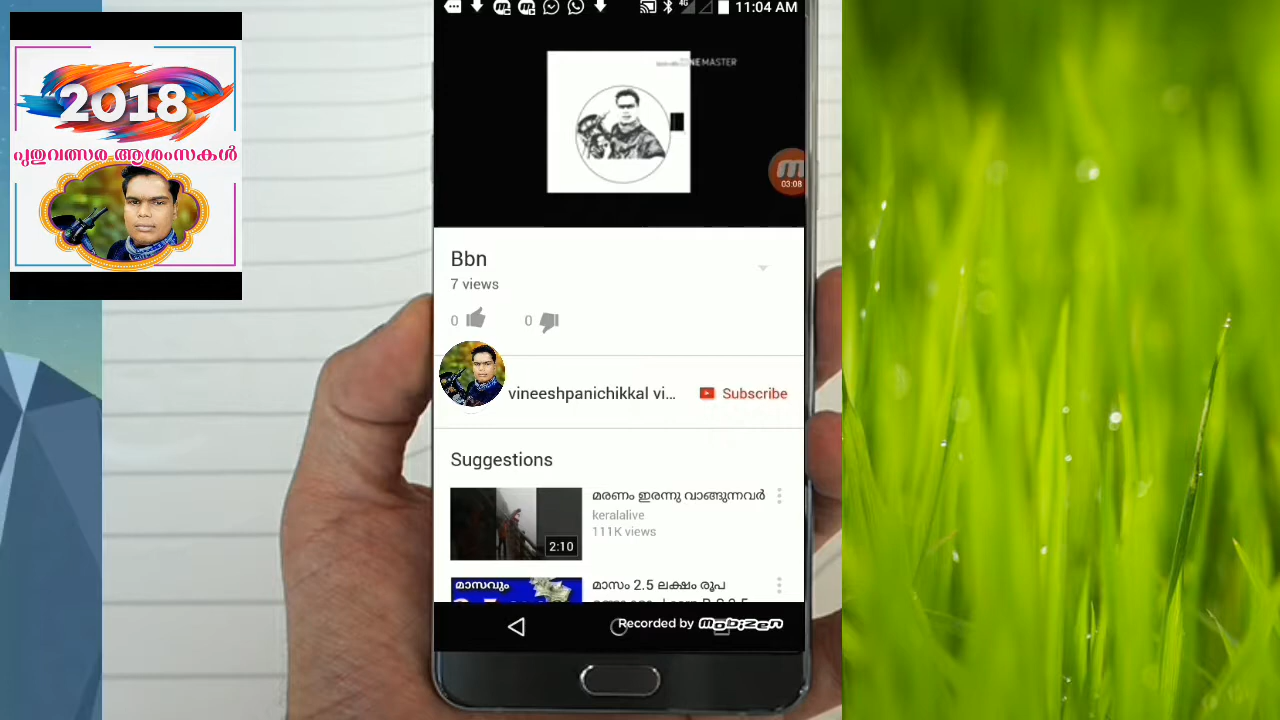 2018
പുതുവത്സര ആശംസകൾ
4G 11:04 AM
NEMASTER
03:08
Bbn
7 views
0 0
vineeshpanichikkal vi... Subscribe
Suggestions
മരണം ഇരന്നു വാങ്ങുന്നവർ
keralalive
111K views
2:10
മാസവും
മാസം 2.5 ലക്ഷം രൂപ
Recorded by mobizen